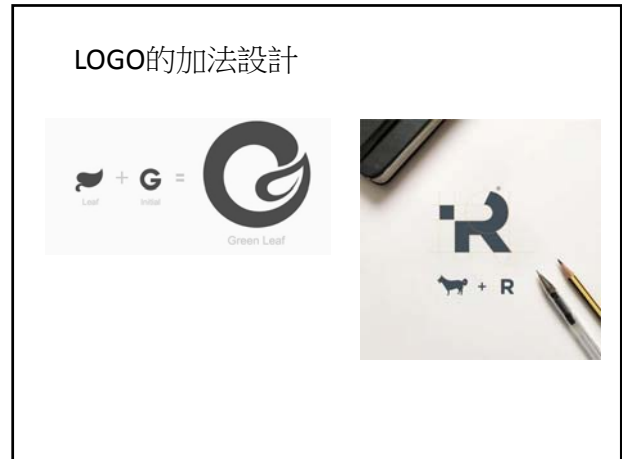 LOGO的加法設計
+ G =
Leaf
Initial
Green Leaf
R
+ R